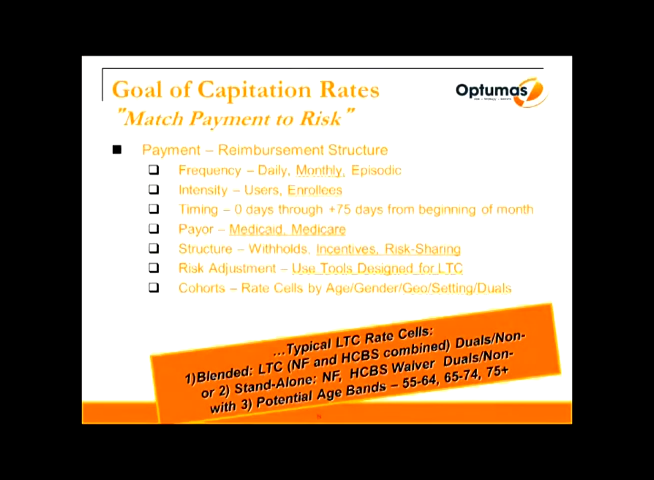 Goal of Capitation Rates
Optumas
"Match Payment to Risk"
Payment – Reimbursement Structure
Frequency – Daily, Monthly, Episodic
Intensity – Users, Enrollees
Timing – 0 days through +75 days from beginning of month
Payor – Medicaid, Medicare
Structure – Withholds, Incentives, Risk-Sharing
Risk Adjustment – Use Tools Designed for LTC
Cohorts – Rate Cells by Age/Gender/Geo/Setting/Duals
...Typical LTC Rate Cells:
1)Blended: LTC (NF and HCBS combined) Duals/Non-
or 2) Stand-Alone: NF, HCBS Waiver Duals/Non-
with 3) Potential Age Bands – 55-64, 65-74, 75+